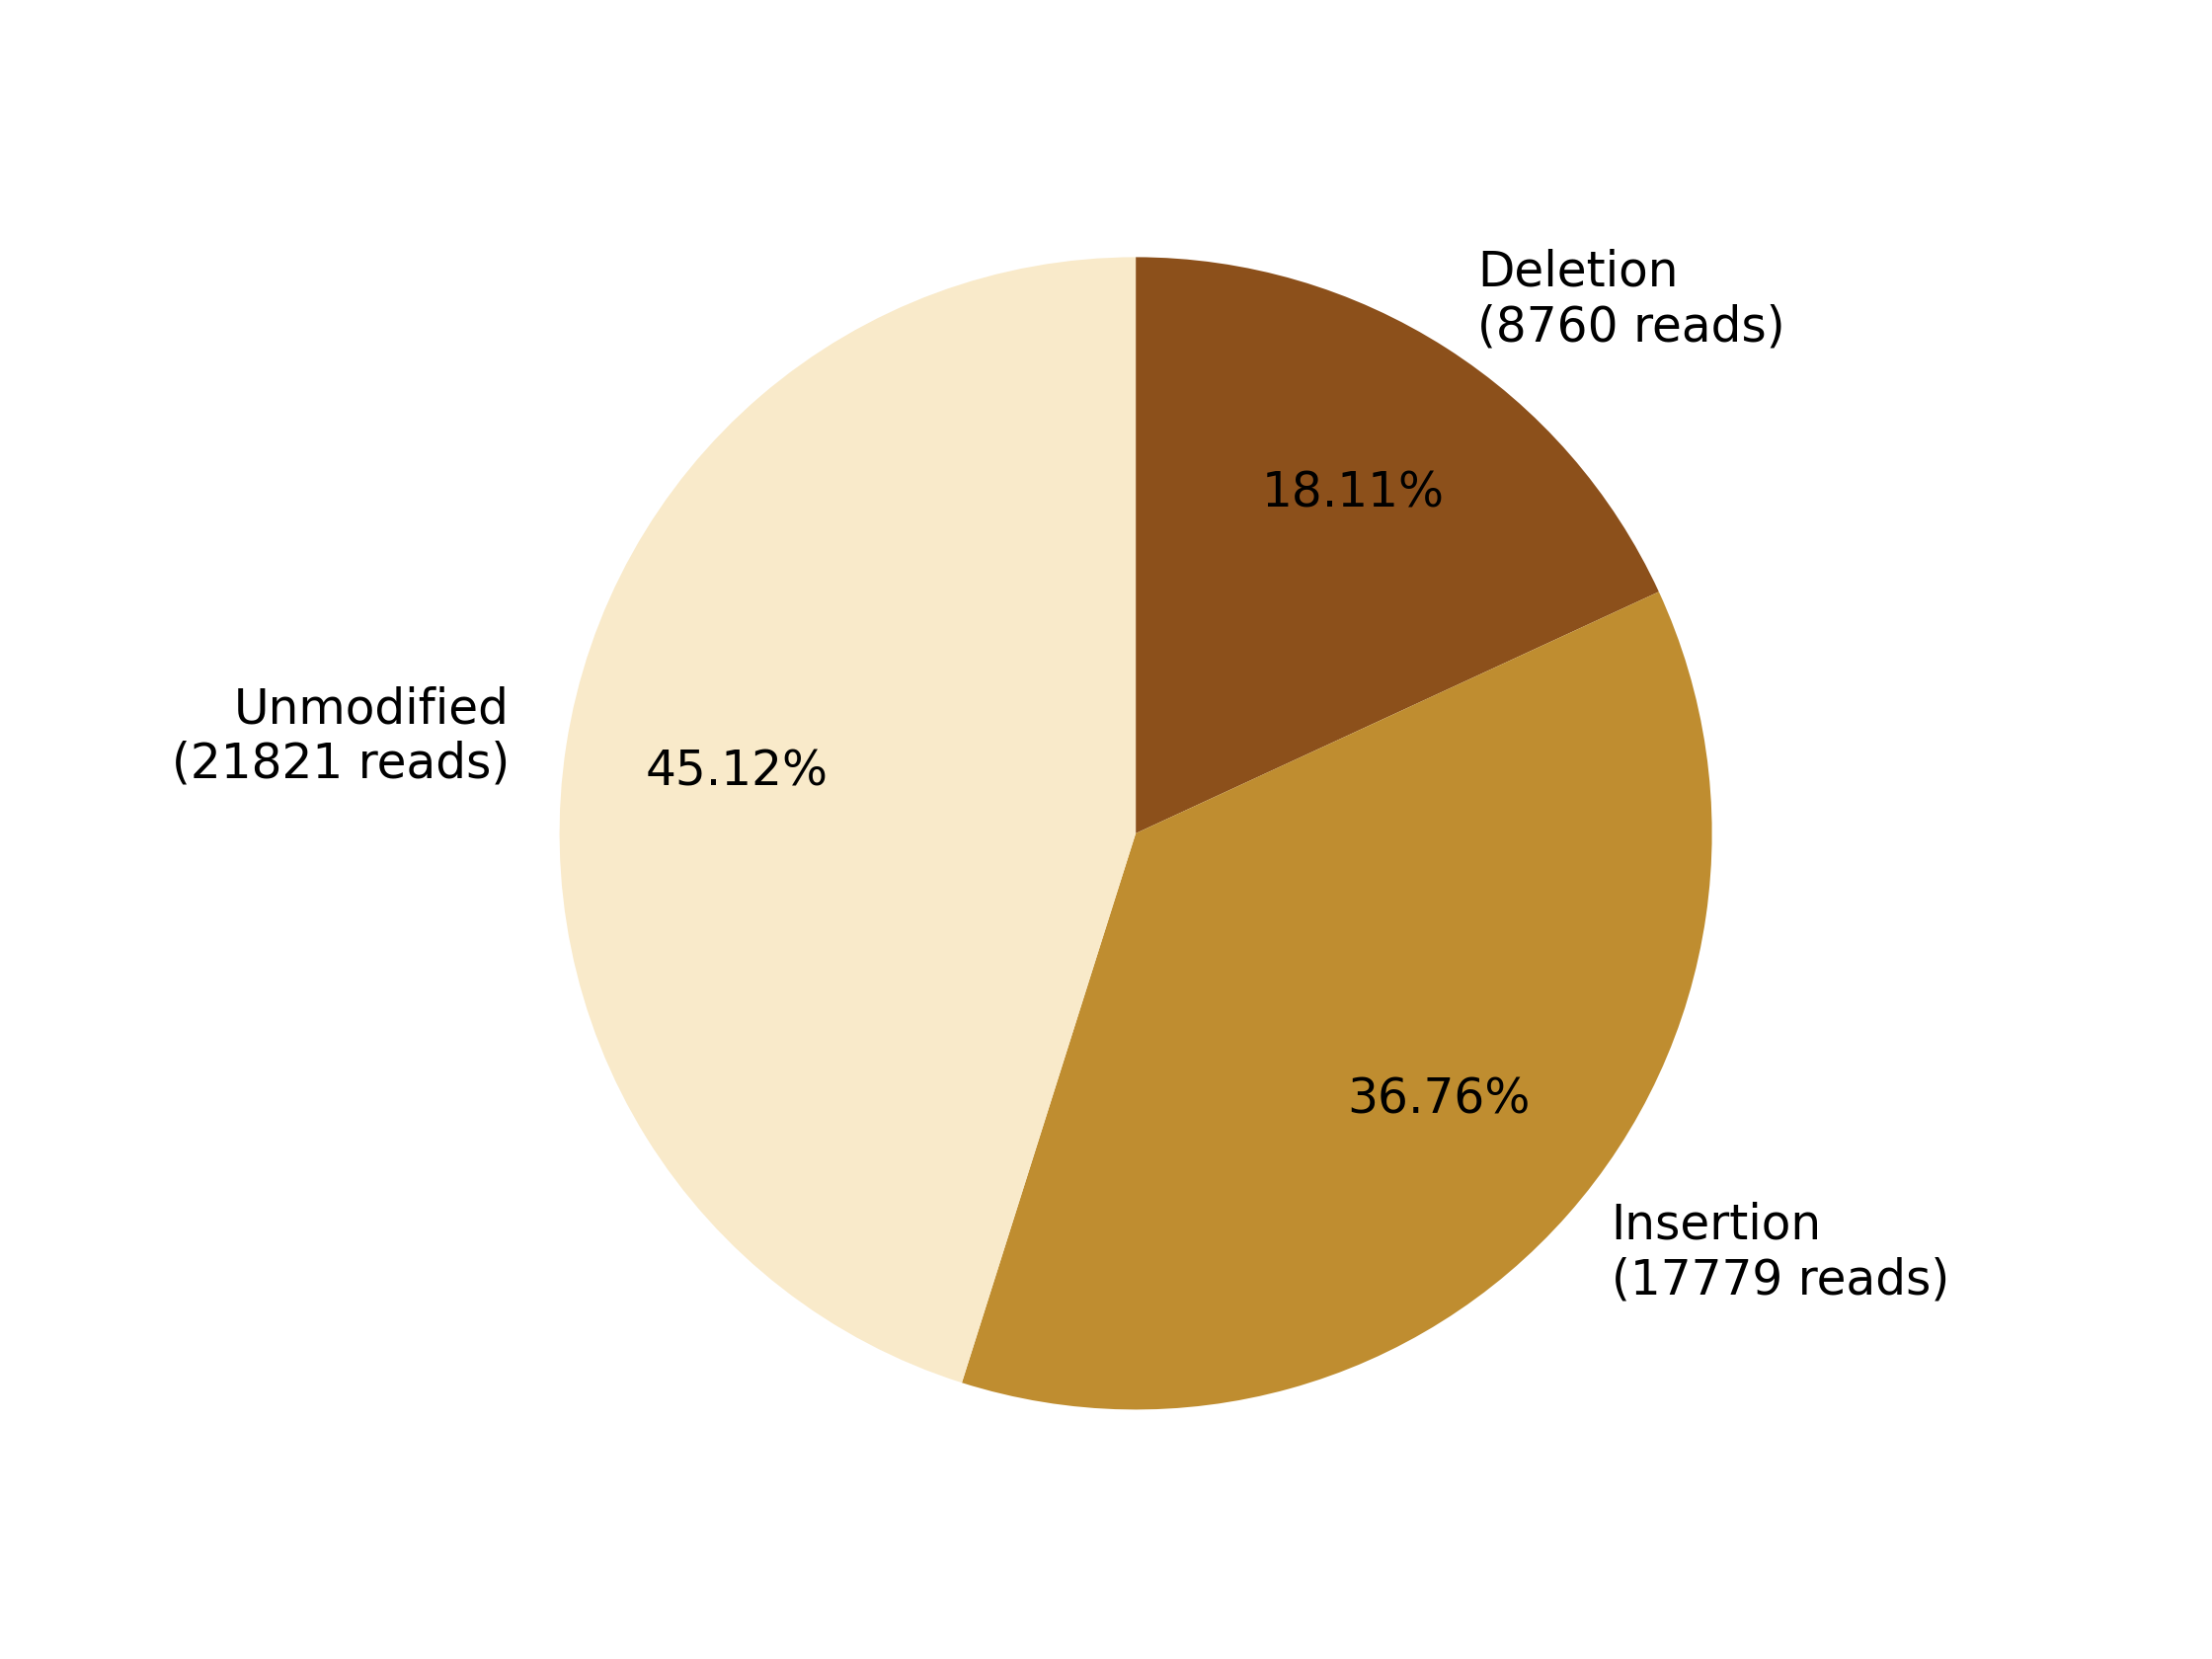 Deletion
(8760 reads)
18.11%
Unmodified
(21821 reads)
45.12%
36.76%
Insertion
(17779 reads)